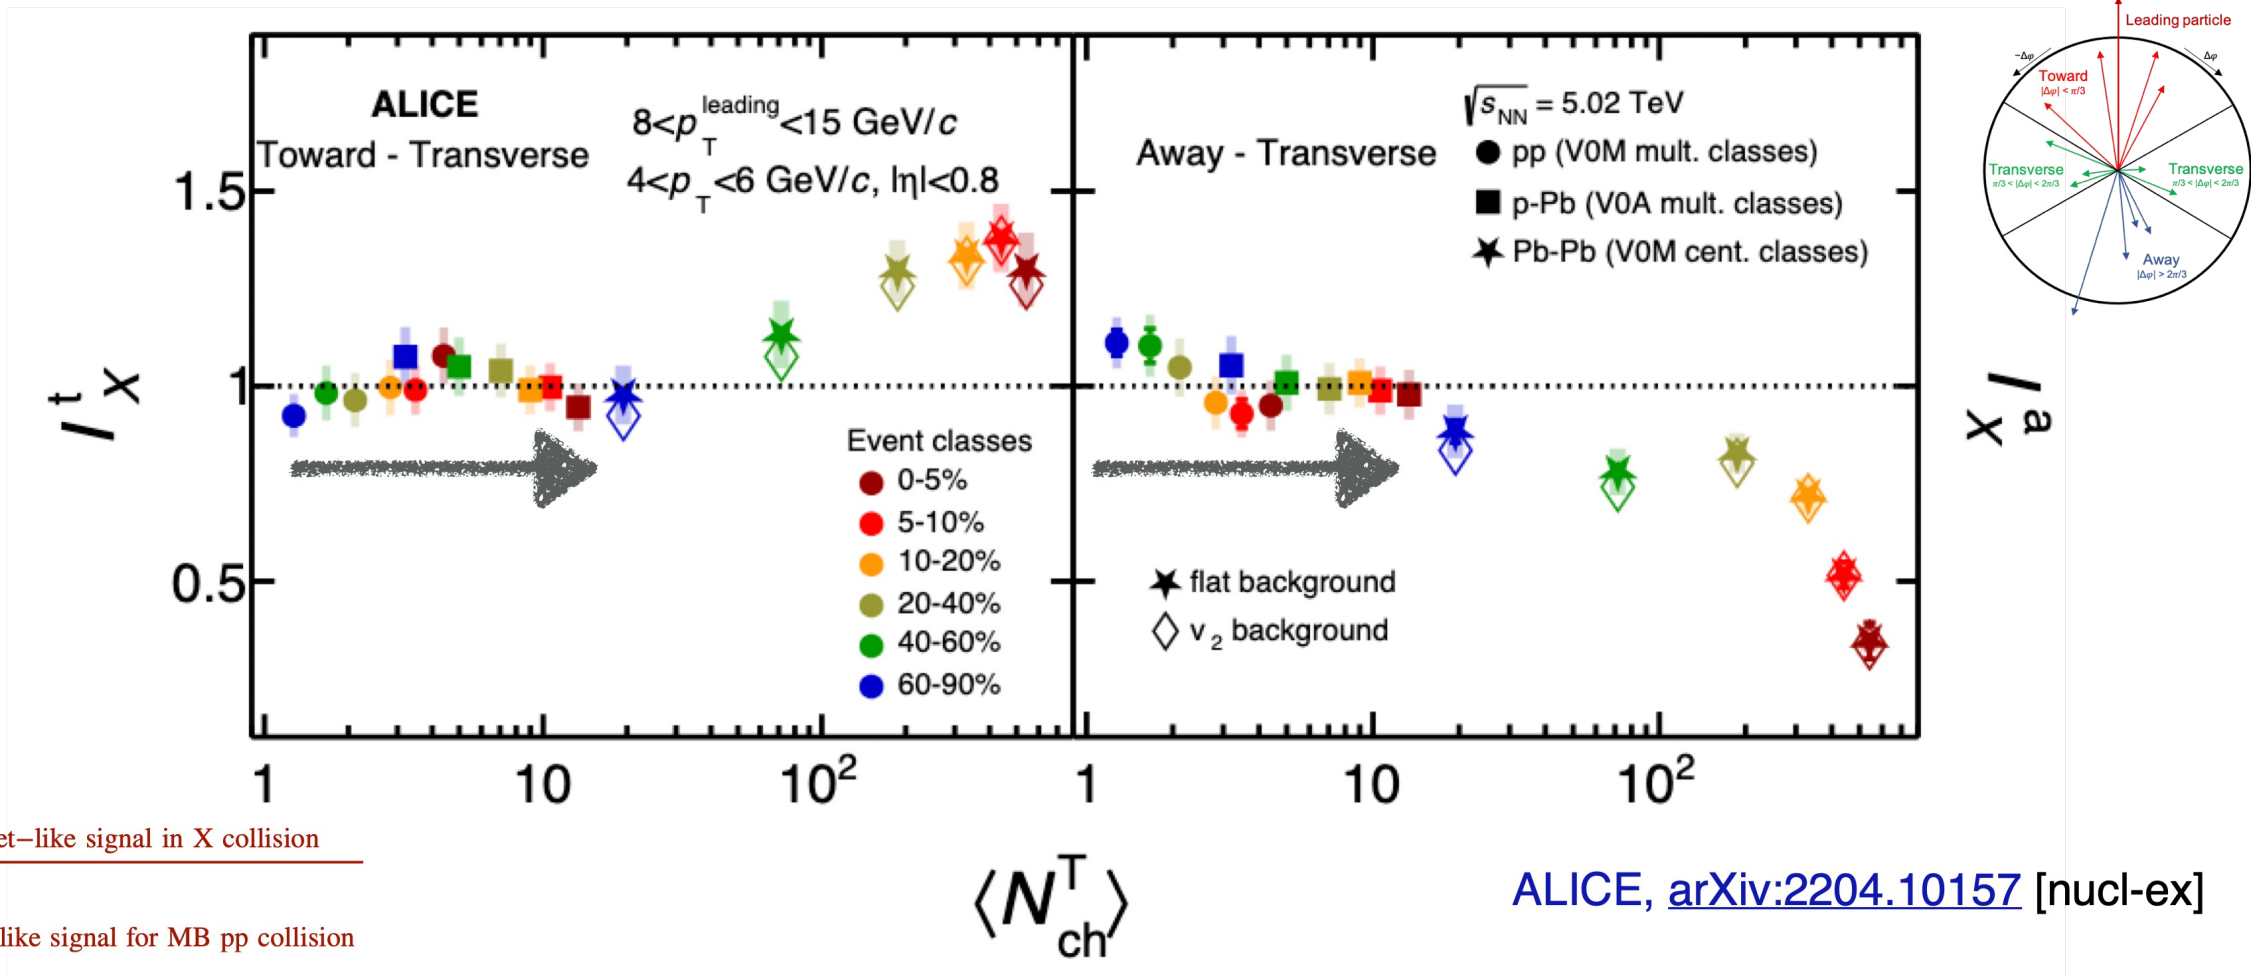 ALICE
Toward - Transverse
8<p_T^leading<15 GeV/c
4<p_T<6 GeV/c, |η|<0.8
Away - Transverse
√s_NN = 5.02 TeV
pp (V0M mult. classes)
p-Pb (V0A mult. classes)
Pb-Pb (V0M cent. classes)
Leading particle
−Δφ
Δφ
Toward
|Δφ| < π/3
Transverse
π/3 < |Δφ| < 2π/3
Transverse
π/3 < |Δφ| < 2π/3
Away
|Δφ| > 2π/3
1.5
1
0.5
I_X^t
I_X^a
Event classes
0-5%
5-10%
10-20%
20-40%
40-60%
60-90%
flat background
v_2 background
1 10 10² 1 10 10²
⟨N_ch^T⟩
et−like signal in X collision
like signal for MB pp collision
ALICE, arXiv:2204.10157 [nucl-ex]